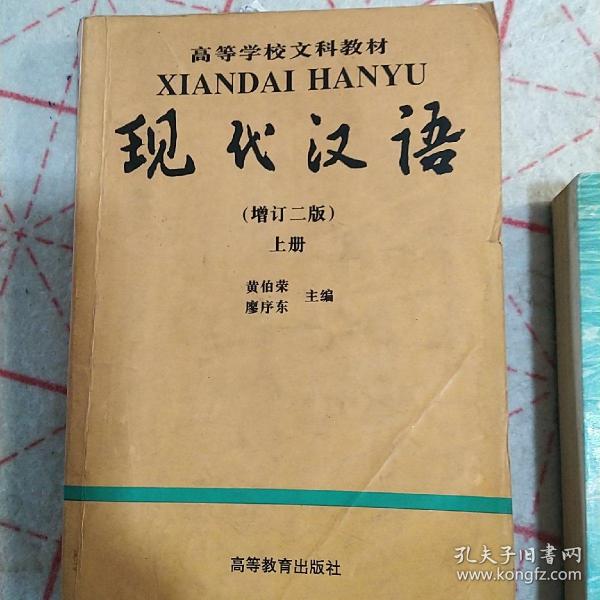 高等学校文科教材
XIANDAI HANYU
现代汉语
(增订二版)
上册
黄伯荣
廖序东 主编
高等教育出版社
孔夫子旧书网
www.kongfz.com